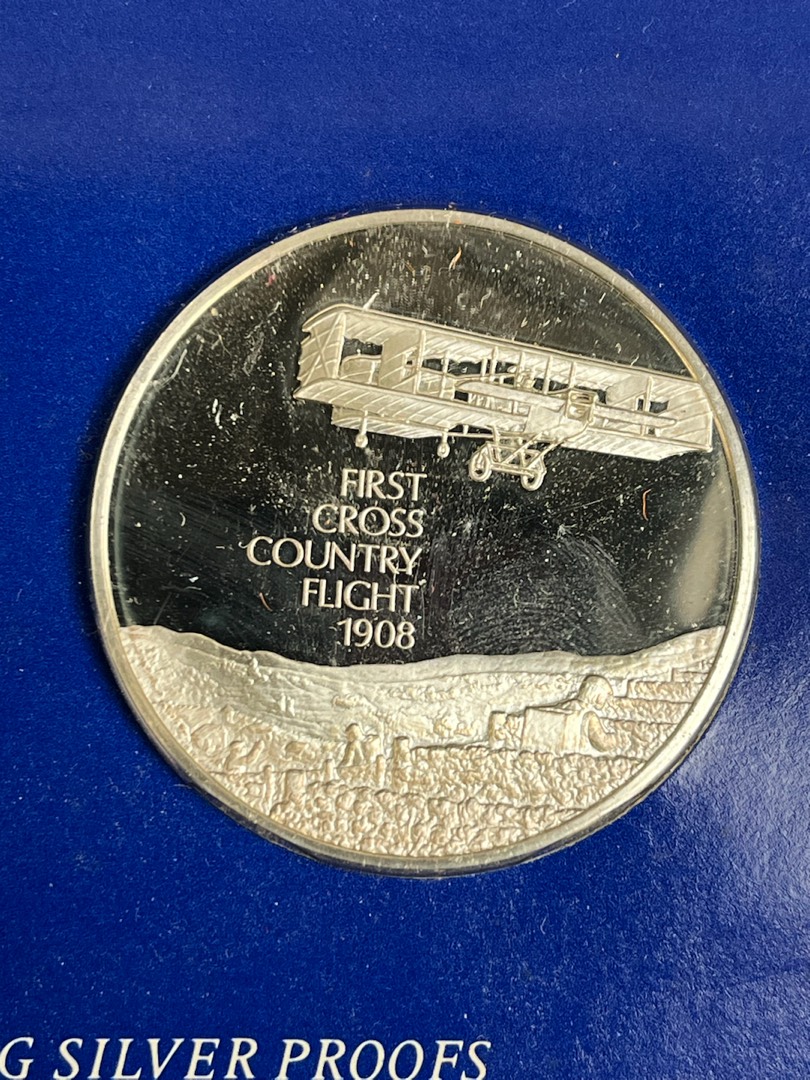 FIRST
CROSS
COUNTRY
FLIGHT
1908
G SILVER PROOFS